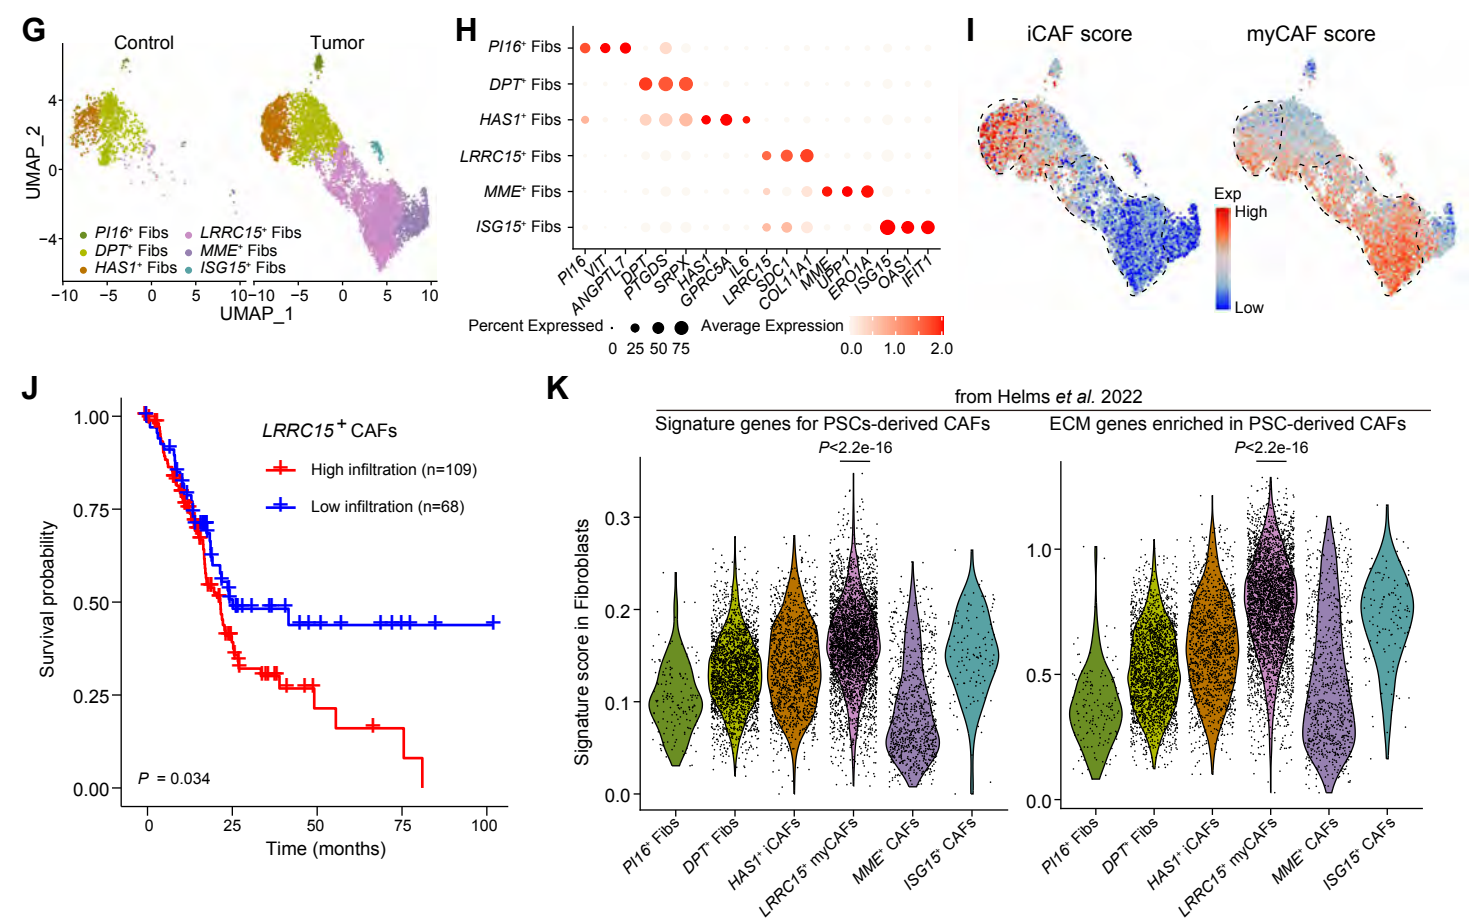 G
Control
Tumor
UMAP_2
4
0
−4
PI16⁺ Fibs
DPT⁺ Fibs
HAS1⁺ Fibs
LRRC15⁺ Fibs
MME⁺ Fibs
ISG15⁺ Fibs
−10 −5 0 5 10 −10 −5 0 5 10
UMAP_1
H
PI16⁺ Fibs
DPT⁺ Fibs
HAS1⁺ Fibs
LRRC15⁺ Fibs
MME⁺ Fibs
ISG15⁺ Fibs
PI16 VIT ANGPTL7 DPT PTGDS SRPX HAS1 GPRC5A IL6 LRRC15 SDC1 COL11A1 MME UPP1 ERO1A ISG15 OAS1 IFIT1
Percent Expressed
0 25 50 75
Average Expression
0.0 1.0 2.0
I
iCAF score
myCAF score
Exp
High
Low
J
LRRC15⁺ CAFs
High infiltration (n=109)
Low infiltration (n=68)
Survival probability
1.00
0.75
0.50
0.25
0.00
P = 0.034
0 25 50 75 100
Time (months)
K
from Helms et al. 2022
Signature genes for PSCs-derived CAFs
P<2.2e-16
Signature score in Fibroblasts
0.3
0.2
0.1
0.0
PI16⁺ Fibs
DPT⁺ Fibs
HAS1⁺ iCAFs
LRRC15⁺ myCAFs
MME⁺ CAFs
ISG15⁺ CAFs
ECM genes enriched in PSC-derived CAFs
P<2.2e-16
1.0
0.5
0.0
PI16⁺ Fibs
DPT⁺ Fibs
HAS1⁺ iCAFs
LRRC15⁺ myCAFs
MME⁺ CAFs
ISG15⁺ CAFs